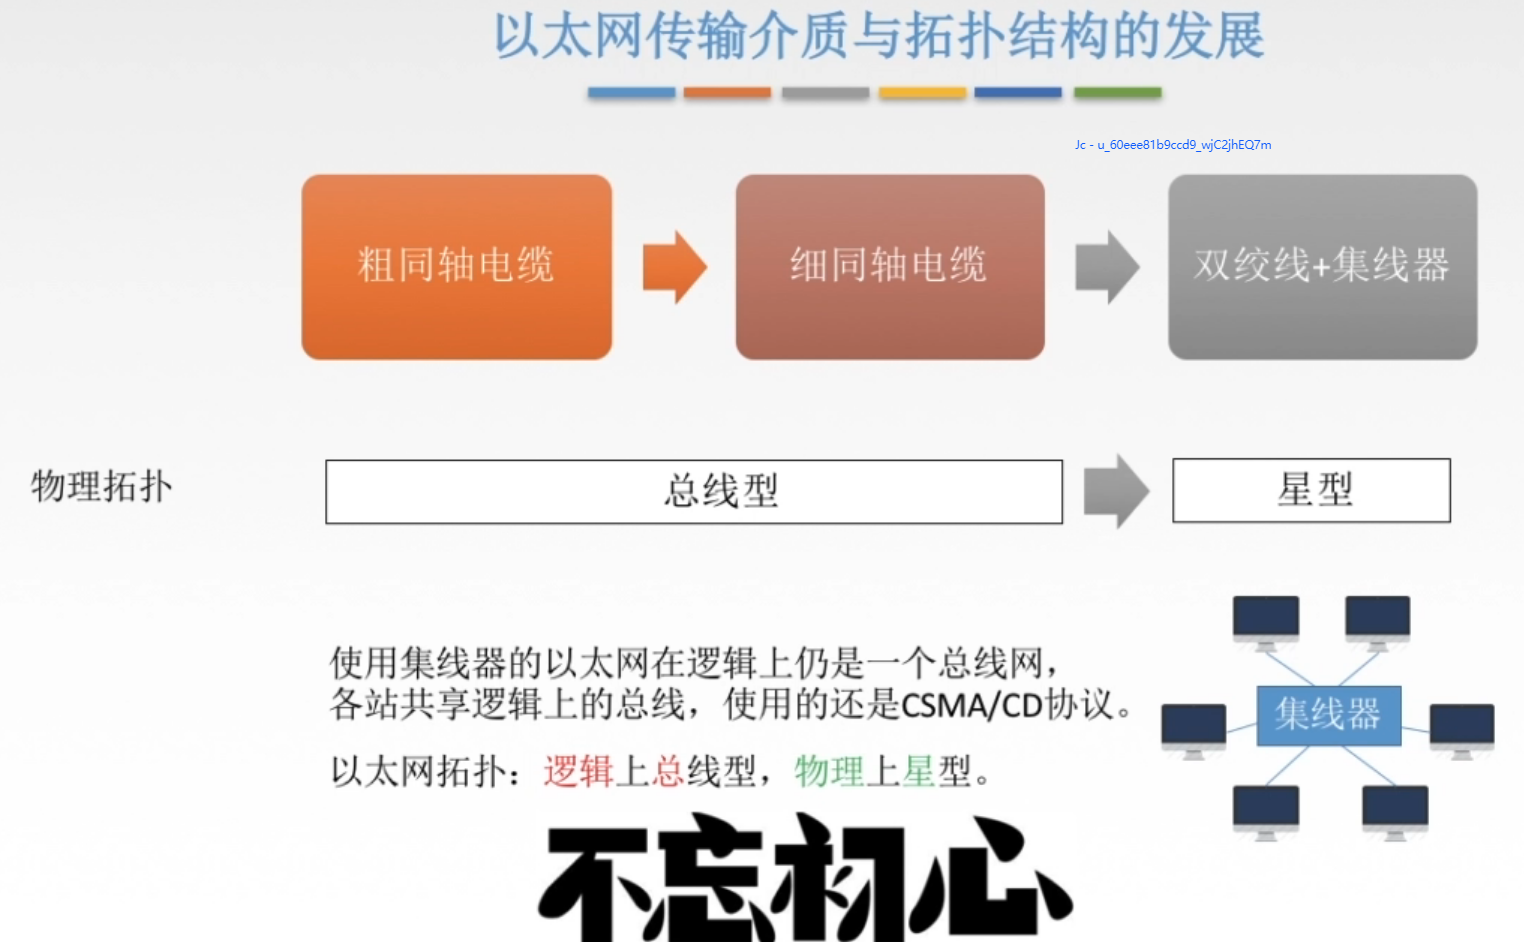 以太网传输介质与拓扑结构的发展
Jc - u_60eee81b9ccd9_wjC2jhEQ7m
粗同轴电缆
细同轴电缆
双绞线+集线器
物理拓扑
总线型
星型
使用集线器的以太网在逻辑上仍是一个总线网，
各站共享逻辑上的总线，使用的还是CSMA/CD协议。
以太网拓扑：逻辑上总线型，物理上星型。
集线器
不忘初心